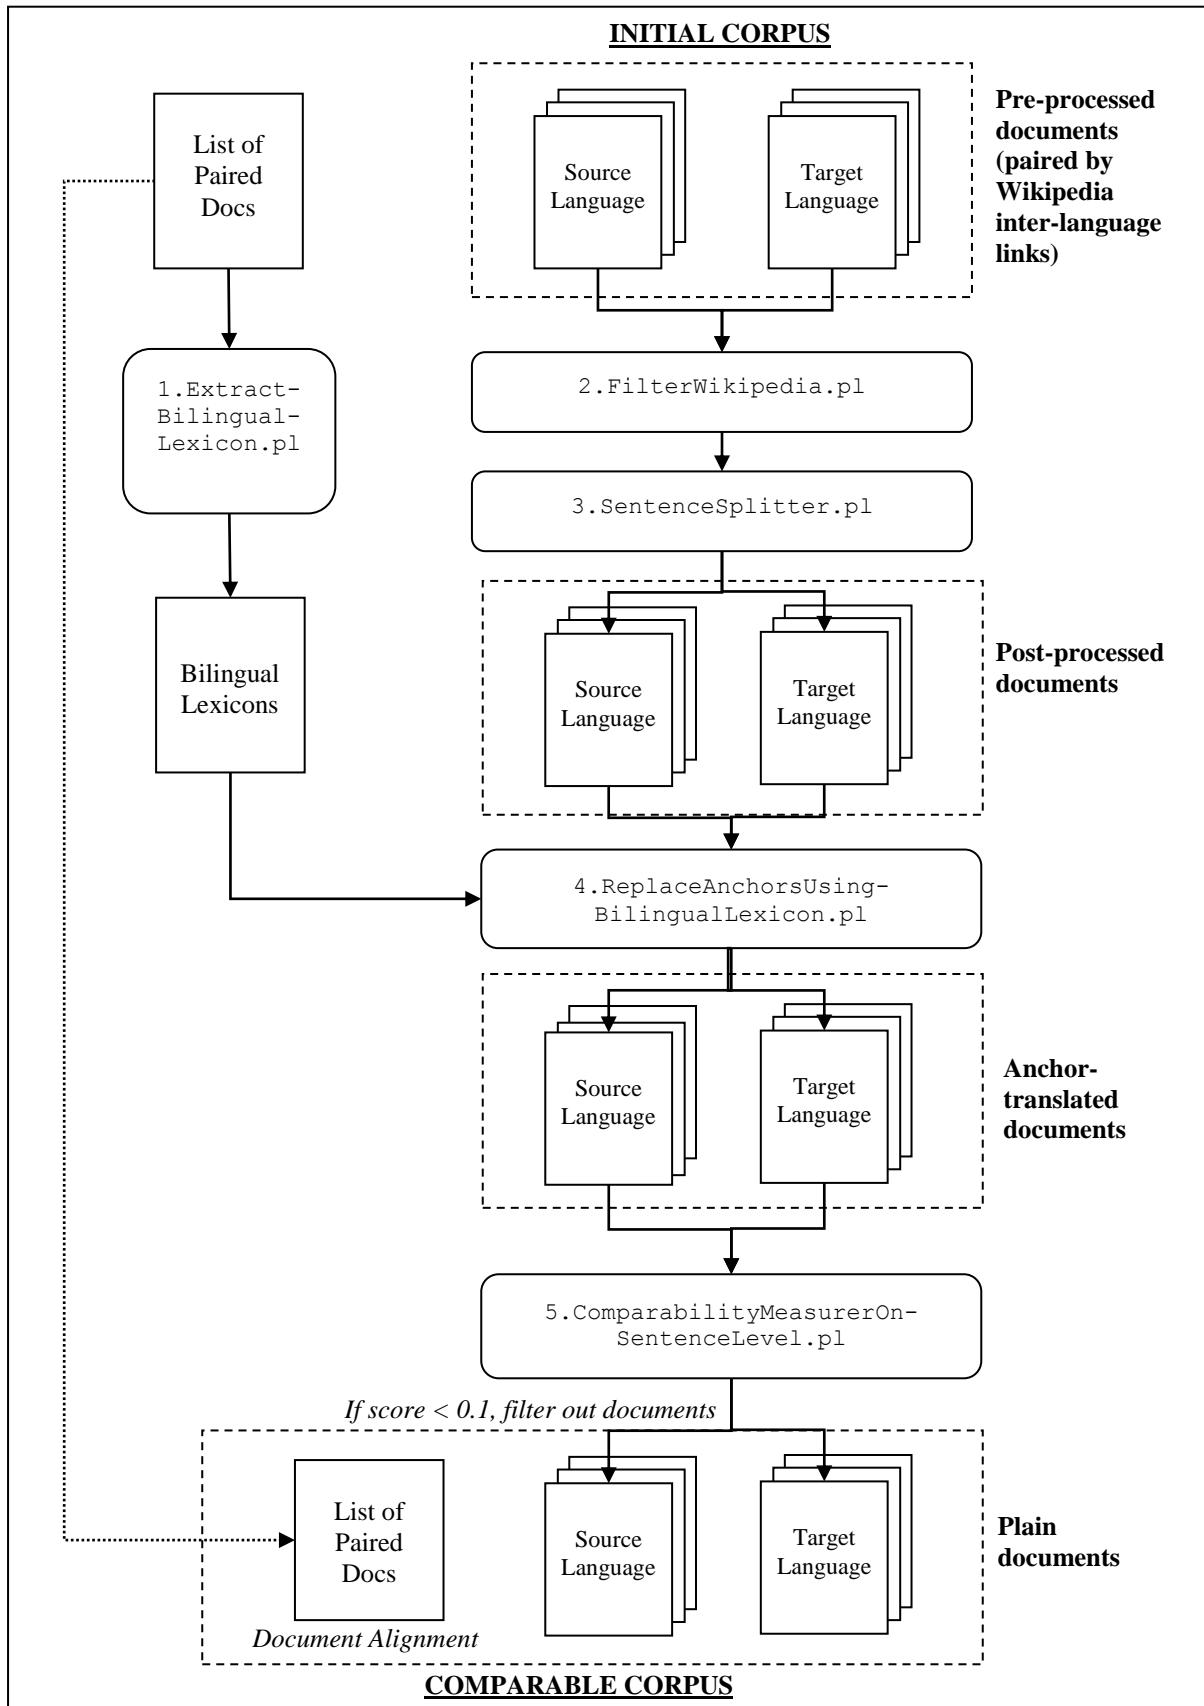 INITIAL CORPUS
List of
Paired
Docs
Source
Language
Target
Language
Pre-processed
documents
(paired by
Wikipedia
inter-language
links)
1.Extract-
Bilingual-
Lexicon.pl
2.FilterWikipedia.pl
3.SentenceSplitter.pl
Bilingual
Lexicons
Source
Language
Target
Language
Post-processed
documents
4.ReplaceAnchorsUsing-
BilingualLexicon.pl
Source
Language
Target
Language
Anchor-
translated
documents
5.ComparabilityMeasurerOn-
SentenceLevel.pl
If score < 0.1, filter out documents
List of
Paired
Docs
Document Alignment
Source
Language
Target
Language
Plain
documents
COMPARABLE CORPUS